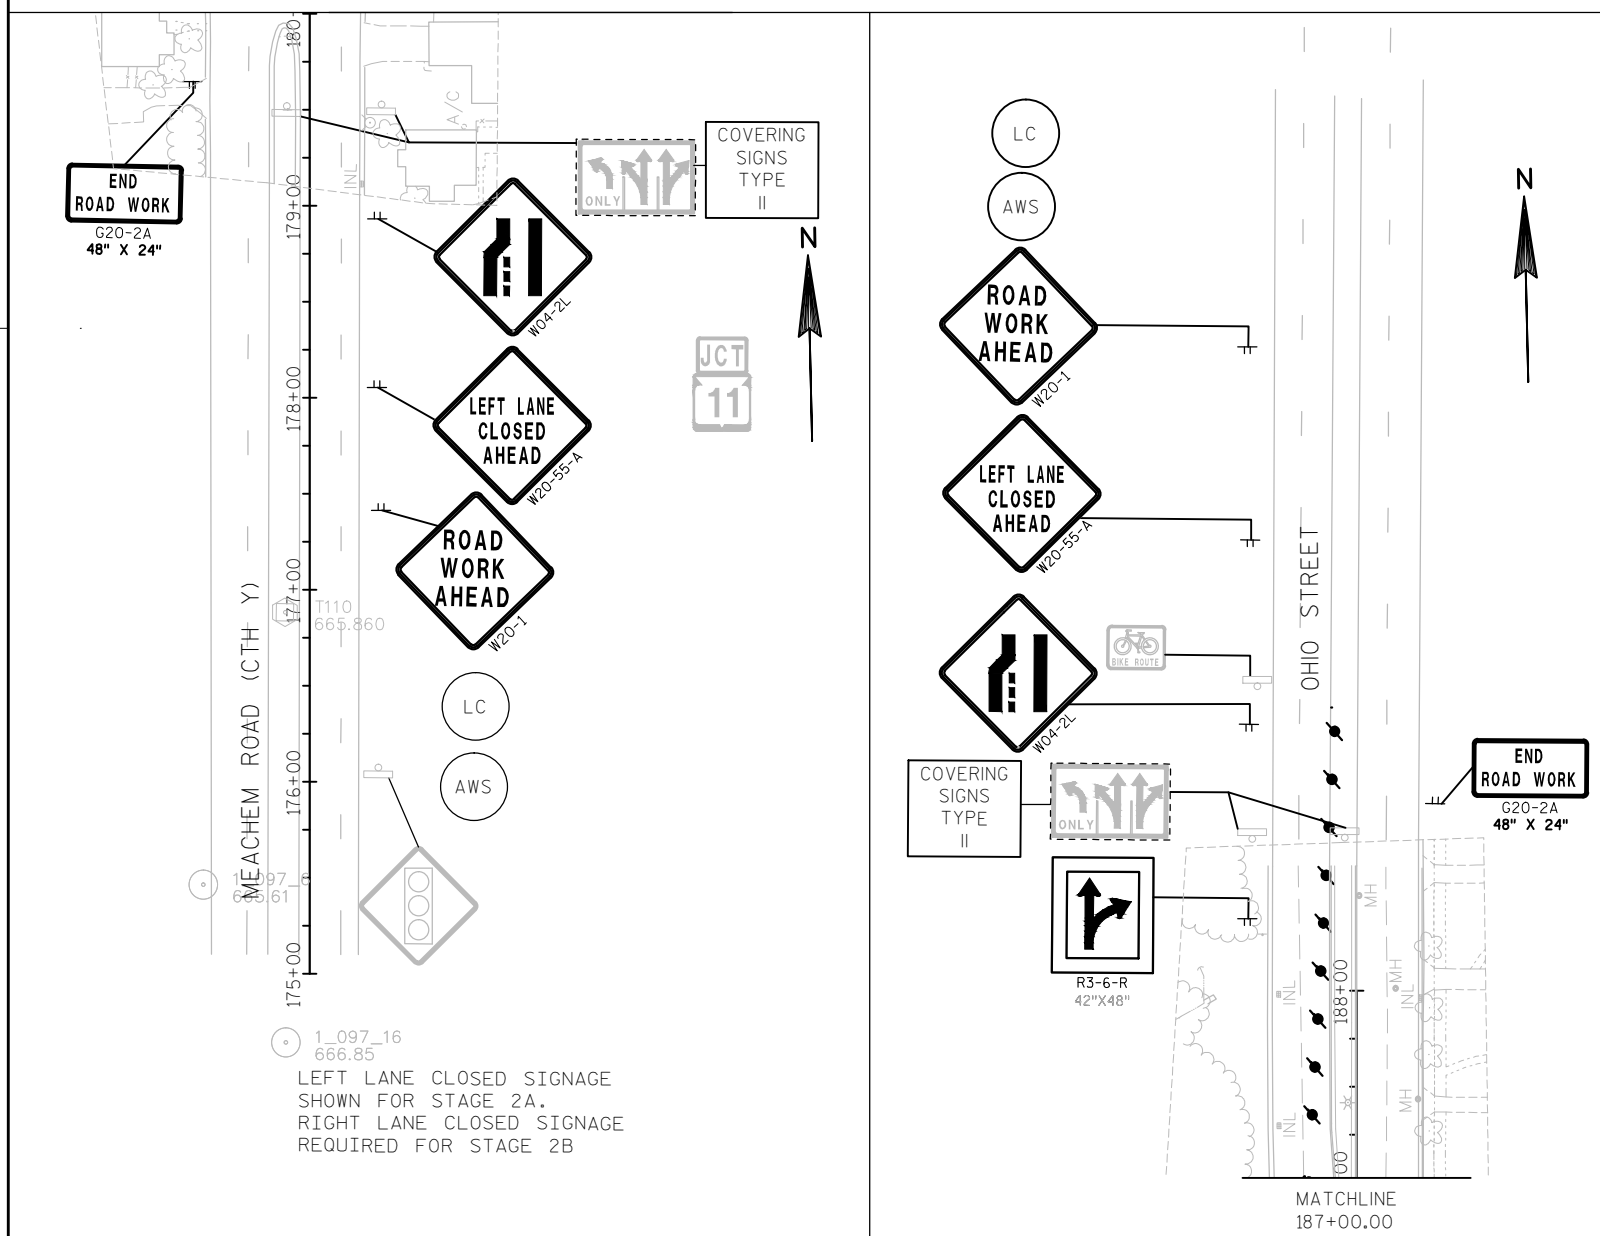 180
A/C
INL
END
ROAD WORK
G20-2A
48" X 24"
ONLY
COVERING
SIGNS
TYPE
II
N
179+00
W04-2L
JCT
11
178+00
LEFT LANE
CLOSED
AHEAD
W20-55-A
ROAD
WORK
AHEAD
W20-1
177+00
T110
665.860
MEACHEM ROAD (CTH Y)
LC
176+00
AWS
665.61
175+00
1_097_16
666.85
LEFT LANE CLOSED SIGNAGE
SHOWN FOR STAGE 2A.
RIGHT LANE CLOSED SIGNAGE
REQUIRED FOR STAGE 2B
LC
AWS
N
ROAD
WORK
AHEAD
W20-1
LEFT LANE
CLOSED
AHEAD
W20-55-A
OHIO STREET
BIKE ROUTE
W04-2L
END
ROAD WORK
G20-2A
48" X 24"
COVERING
SIGNS
TYPE
II
ONLY
R3-6-R
42"X48"
MH
MH
INL
INL
188+00
MH
INL
00
MATCHLINE
187+00.00